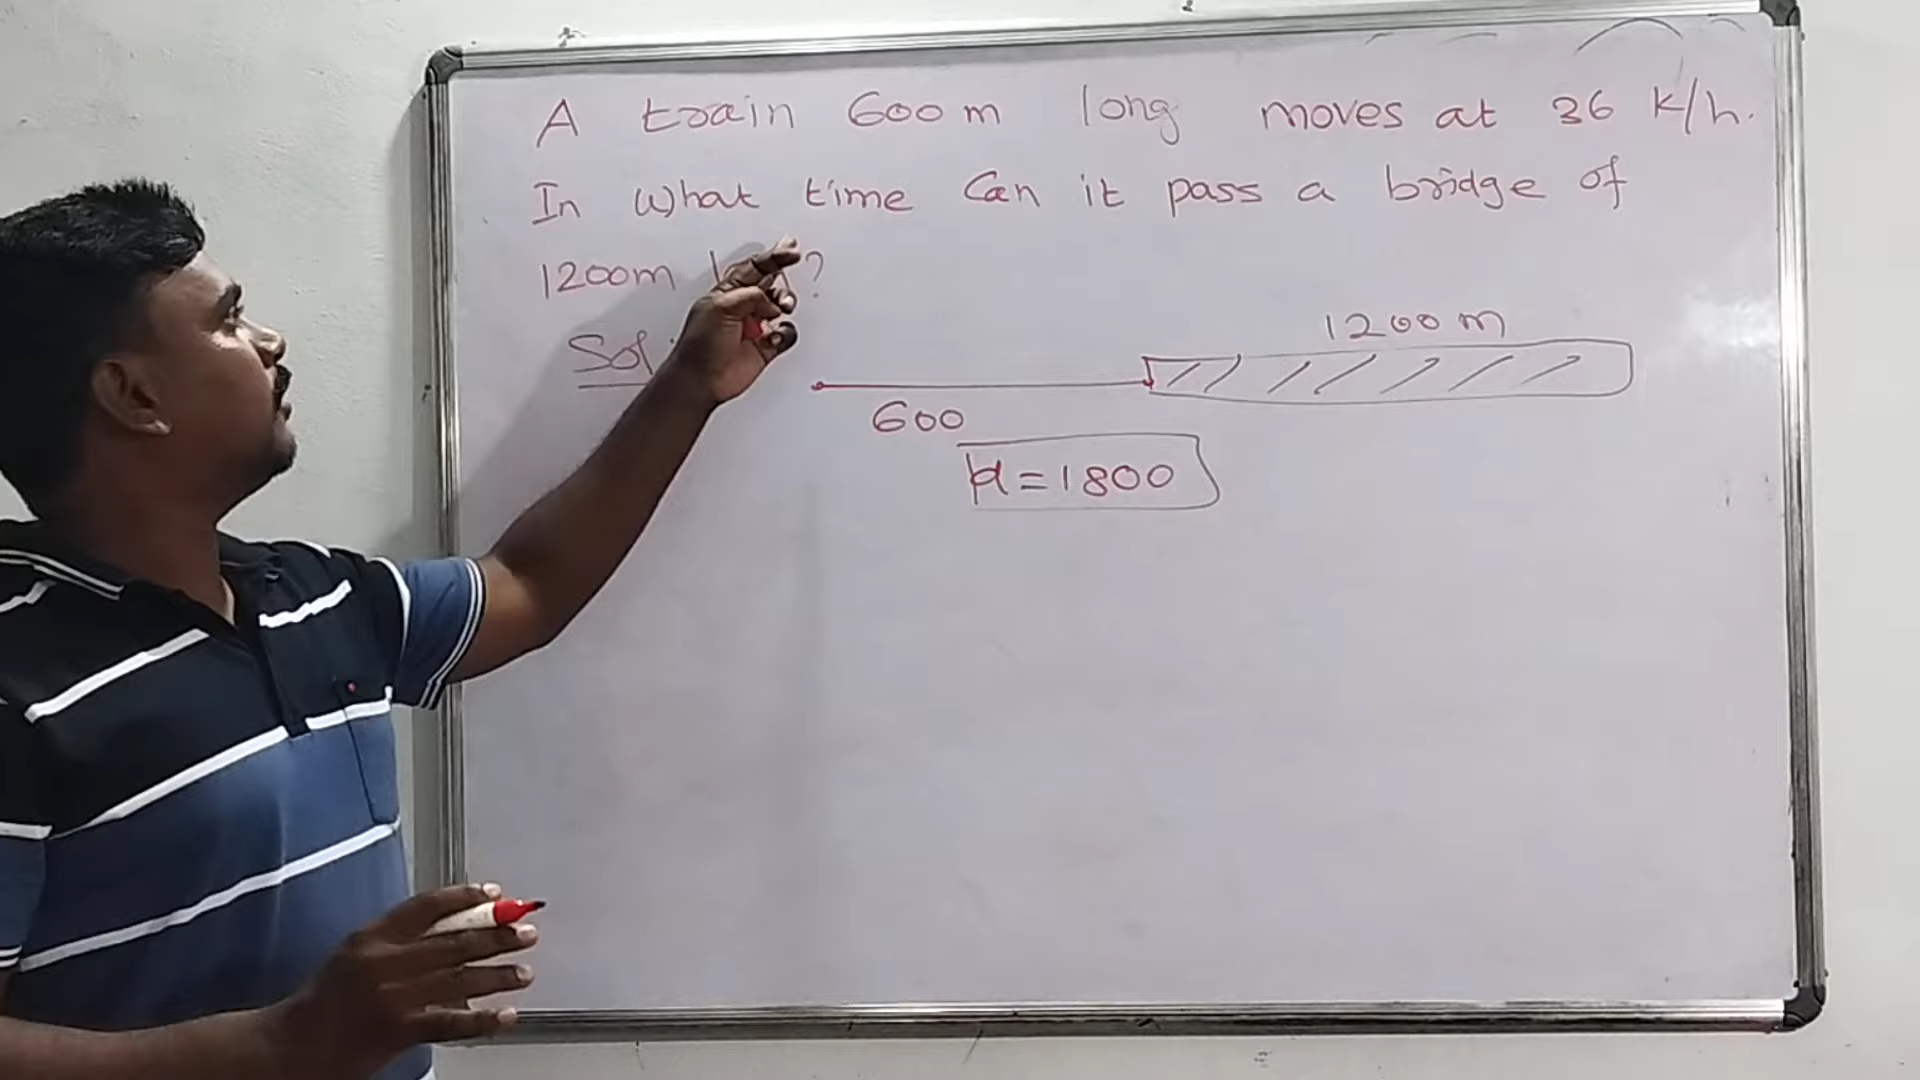 A train 600 m long moves at 36 k/h.
In what time Can it pass a bridge of
1200m ?
Sol
1200 m
600
d = 1800